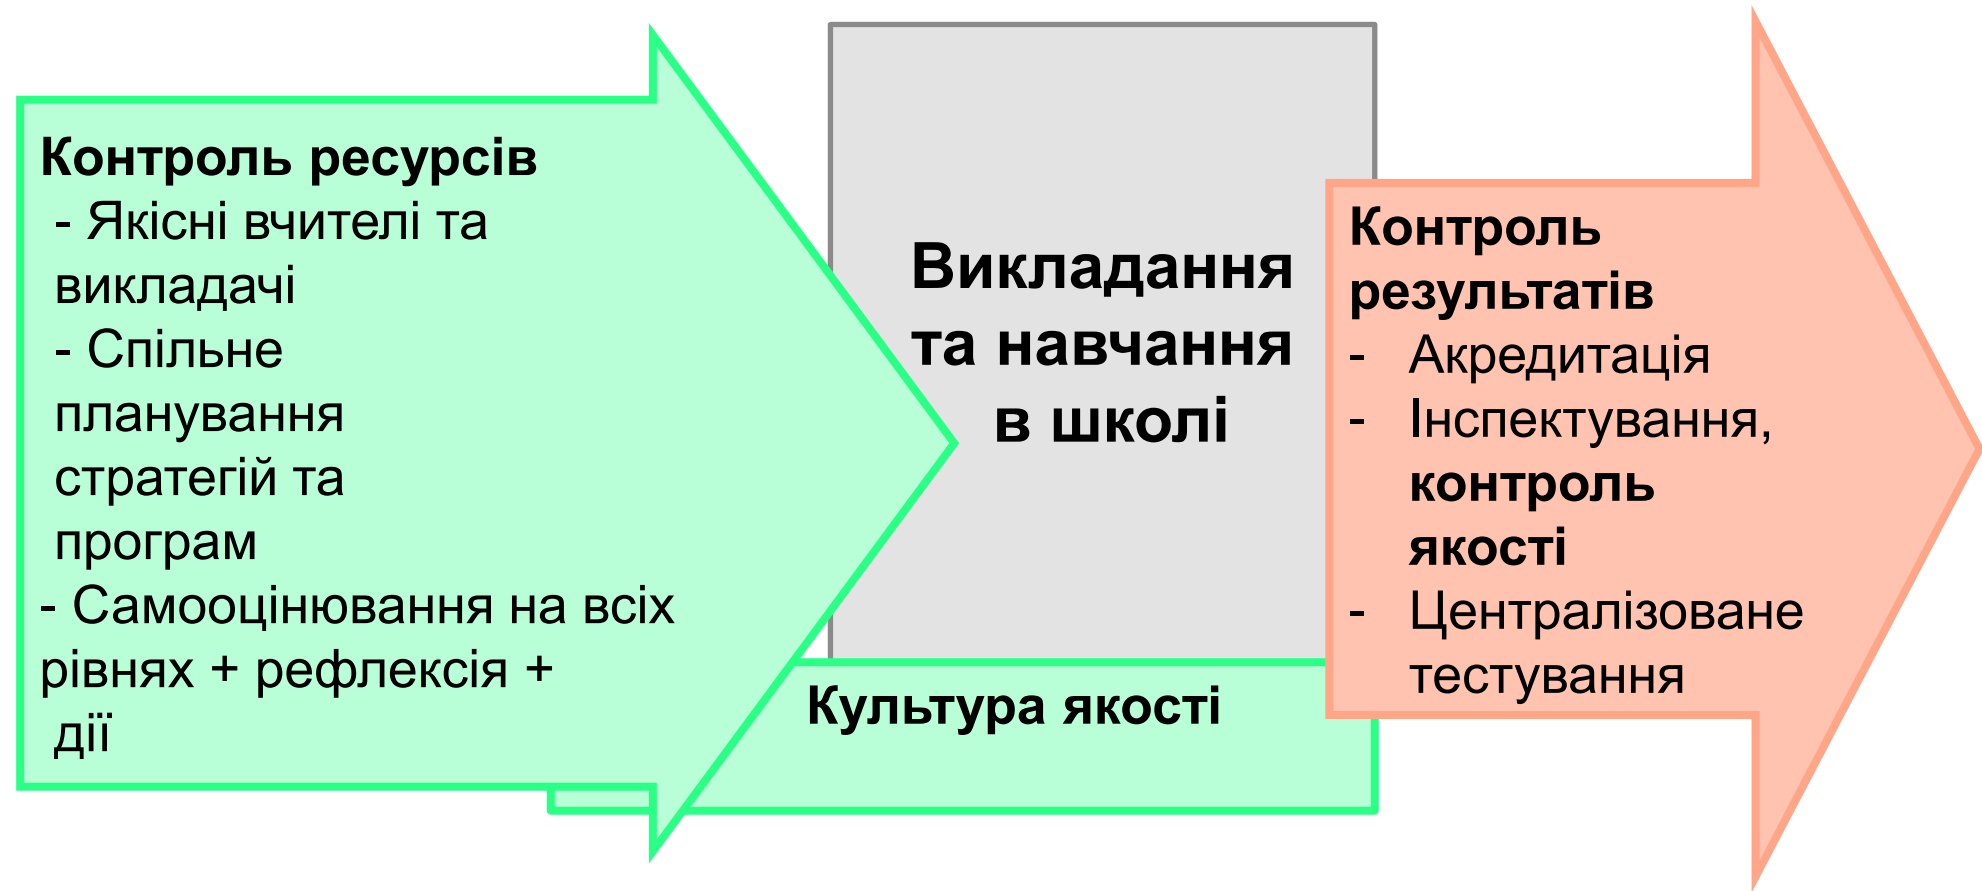 Контроль ресурсів
- Якісні вчителі та
викладачі
- Спільне
планування
стратегій та
програм
- Самооцінювання на всіх
рівнях + рефлексія +
дії
Викладання
та навчання
в школі
Культура якості
Контроль
результатів
- Акредитація
- Інспектування,
контроль
якості
- Централізоване
тестування